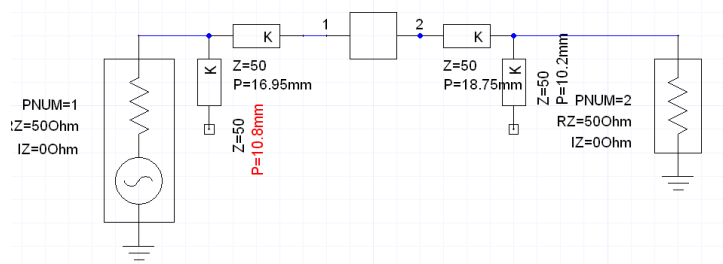 1
2
K
K
K
K
Z=50
P=16.95mm
Z=50
P=18.75mm
Z=50
P=10.8mm
Z=50
P=10.2mm
PNUM=1
RZ=50Ohm
IZ=0Ohm
PNUM=2
RZ=50Ohm
IZ=0Ohm